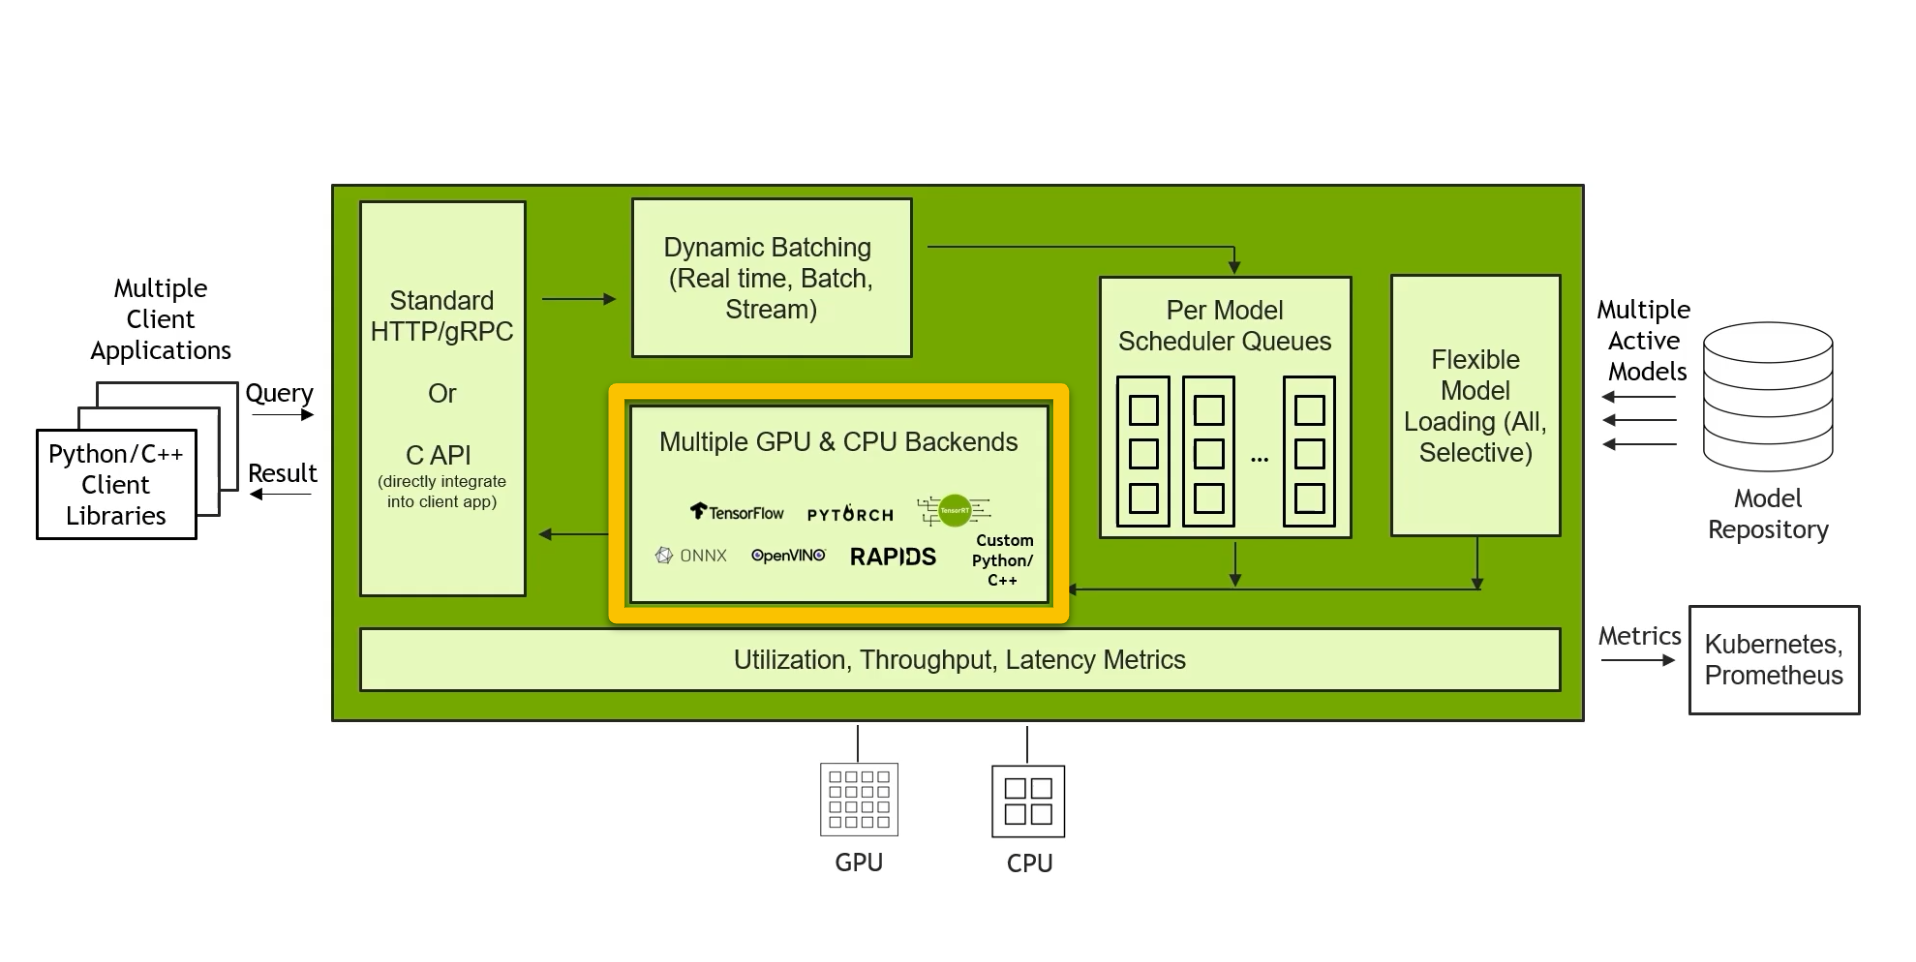 Multiple
Client
Applications
Python/C++
Client
Libraries
Query
Result
Standard
HTTP/gRPC
Or
C API
(directly integrate
into client app)
Dynamic Batching
(Real time, Batch,
Stream)
Multiple GPU & CPU Backends
TensorFlow
PYTORCH
TensorRT
ONNX
OpenVINO
RAPIDS
Custom
Python/
C++
Per Model
Scheduler Queues
...
Flexible
Model
Loading (All,
Selective)
Multiple
Active
Models
Model
Repository
Utilization, Throughput, Latency Metrics
Metrics
Kubernetes,
Prometheus
GPU
CPU